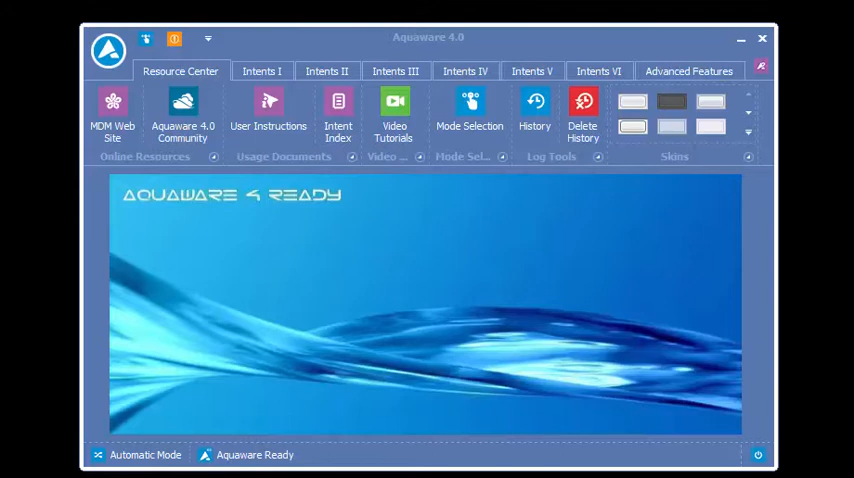 Aquaware 4.0
Resource Center Intents I Intents II Intents III Intents IV Intents V Intents VI Advanced Features
MDM Web Site
Aquaware 4.0 Community
User Instructions
Intent Index
Video Tutorials
Mode Selection
History
Delete History
Online Resources Usage Documents Video ... Mode Sel... Log Tools Skins
AQUAWARE 4 READY
Automatic Mode Aquaware Ready